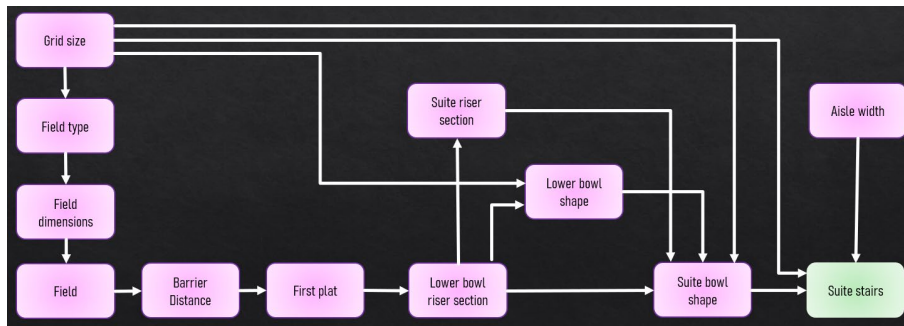 Grid size
Field type
Suite riser
section
Aisle width
Field
dimensions
Lower bowl
shape
Field
Barrier
Distance
First plat
Lower bowl
riser section
Suite bowl
shape
Suite stairs